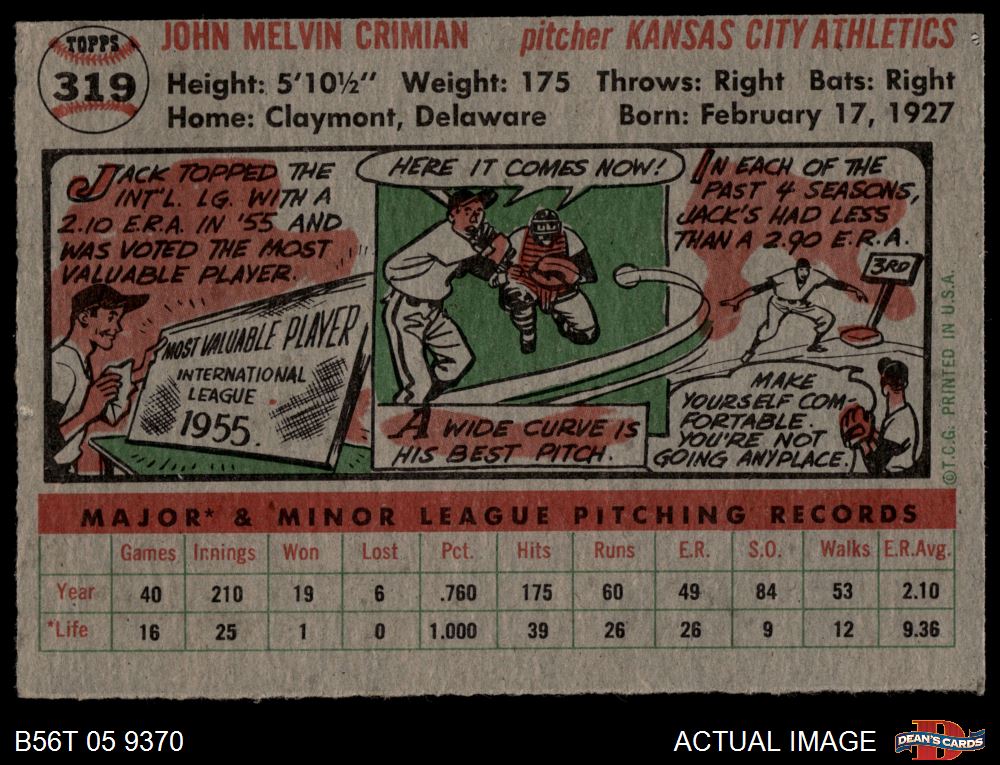 TOPPS
319
JOHN MELVIN CRIMIAN pitcher KANSAS CITY ATHLETICS
Height: 5'10½" Weight: 175 Throws: Right Bats: Right
Home: Claymont, Delaware Born: February 17, 1927
JACK TOPPED THE
INT'L. LG. WITH A
2.10 E.R.A. IN '55 AND
WAS VOTED THE MOST
VALUABLE PLAYER.
MOST VALUABLE PLAYER
INTERNATIONAL
LEAGUE
1955.
HERE IT COMES NOW!
A WIDE CURVE IS
HIS BEST PITCH.
IN EACH OF THE
PAST 4 SEASONS,
JACK'S HAD LESS
THAN A 2.90 E.R.A.
3RD
MAKE
YOURSELF COM-
FORTABLE.
YOU'RE NOT
GOING ANYPLACE.
©T.C.G. PRINTED IN U.S.A.
MAJOR* & MINOR LEAGUE PITCHING RECORDS
Games Innings Won Lost Pct. Hits Runs E.R. S.O. Walks E.R.Avg.
Year 40 210 19 6 .760 175 60 49 84 53 2.10
*Life 16 25 1 0 1.000 39 26 26 9 12 9.36
B56T 05 9370
ACTUAL IMAGE
DEAN'S CARDS